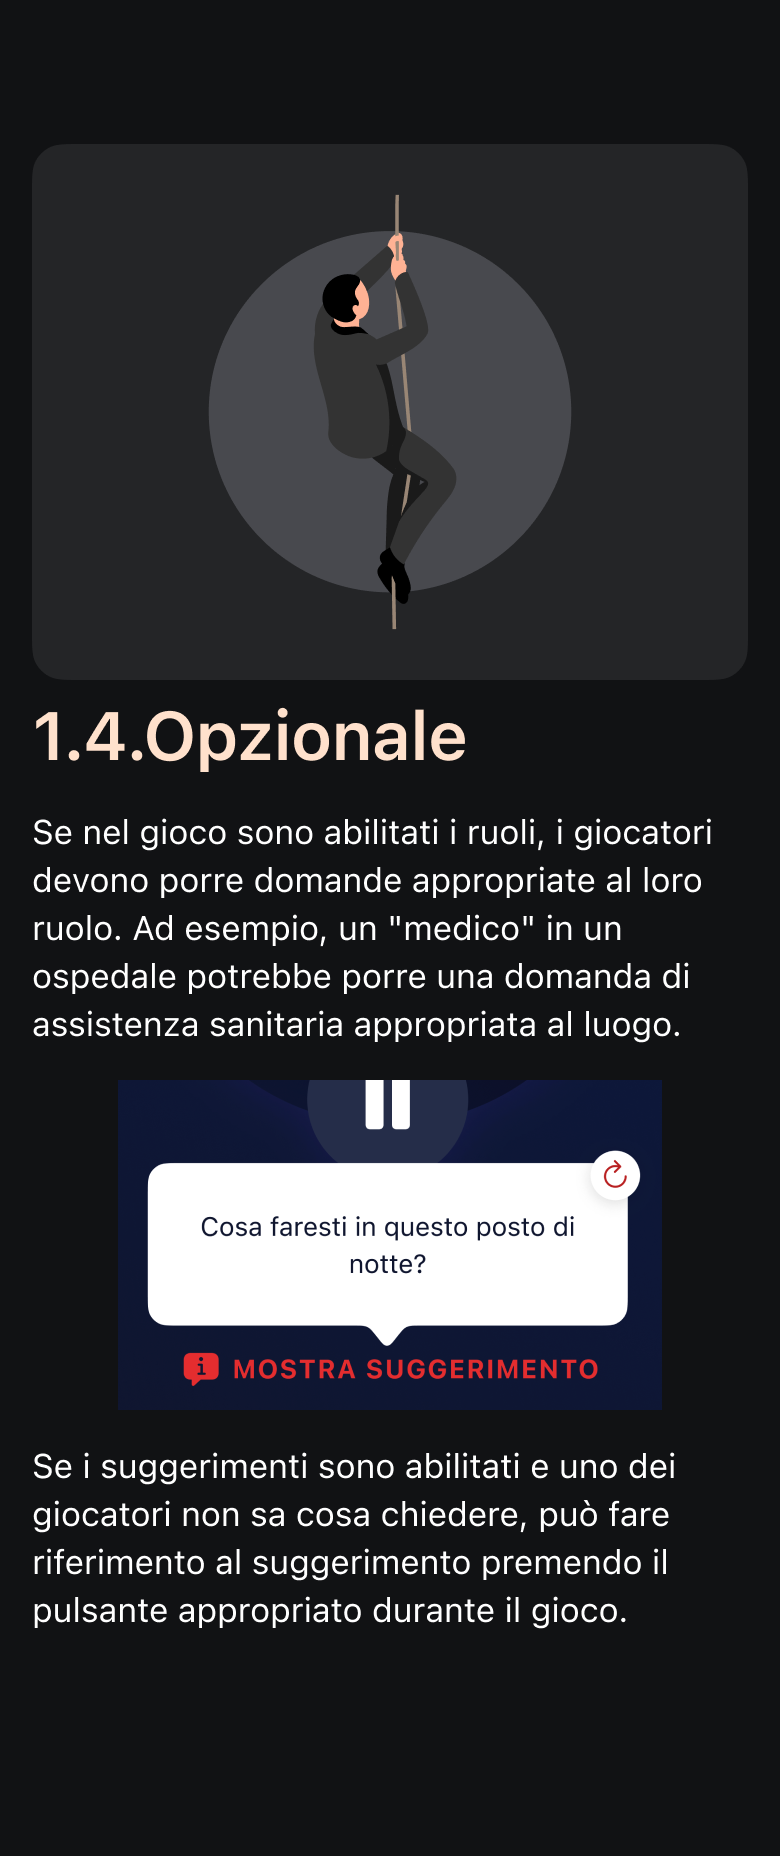 1.4.Opzionale
Se nel gioco sono abilitati i ruoli, i giocatori
devono porre domande appropriate al loro
ruolo. Ad esempio, un "medico" in un
ospedale potrebbe porre una domanda di
assistenza sanitaria appropriata al luogo.
Cosa faresti in questo posto di
notte?
MOSTRA SUGGERIMENTO
Se i suggerimenti sono abilitati e uno dei
giocatori non sa cosa chiedere, può fare
riferimento al suggerimento premendo il
pulsante appropriato durante il gioco.